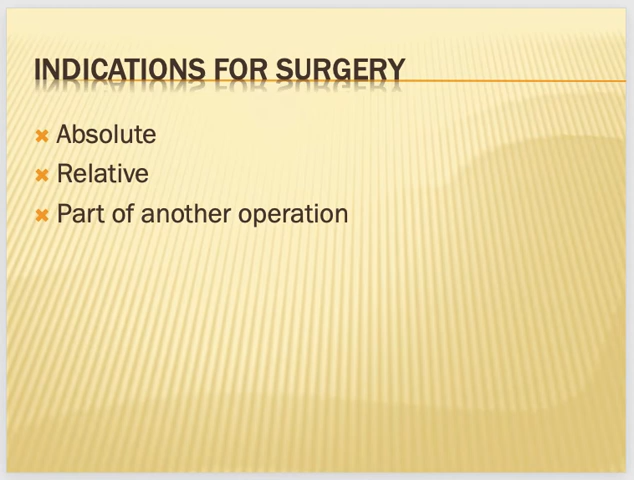 INDICATIONS FOR SURGERY
Absolute
Relative
Part of another operation